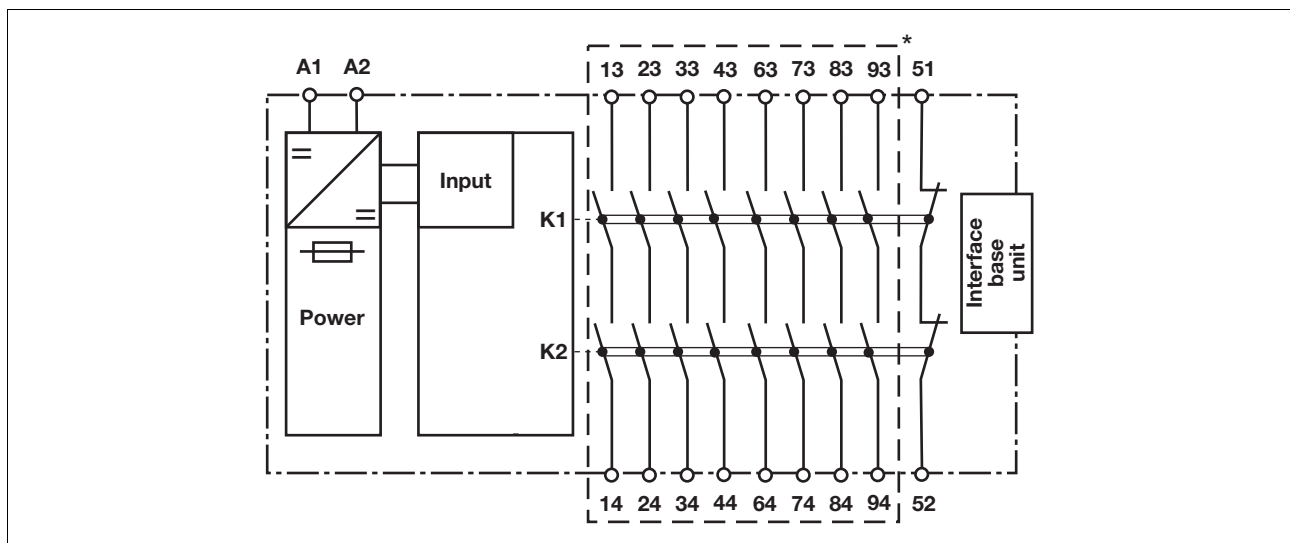 *
A1 A2 13 23 33 43 63 73 83 93 51
Input
K1
Interface
base
unit
Power
K2
14 24 34 44 64 74 84 94 52